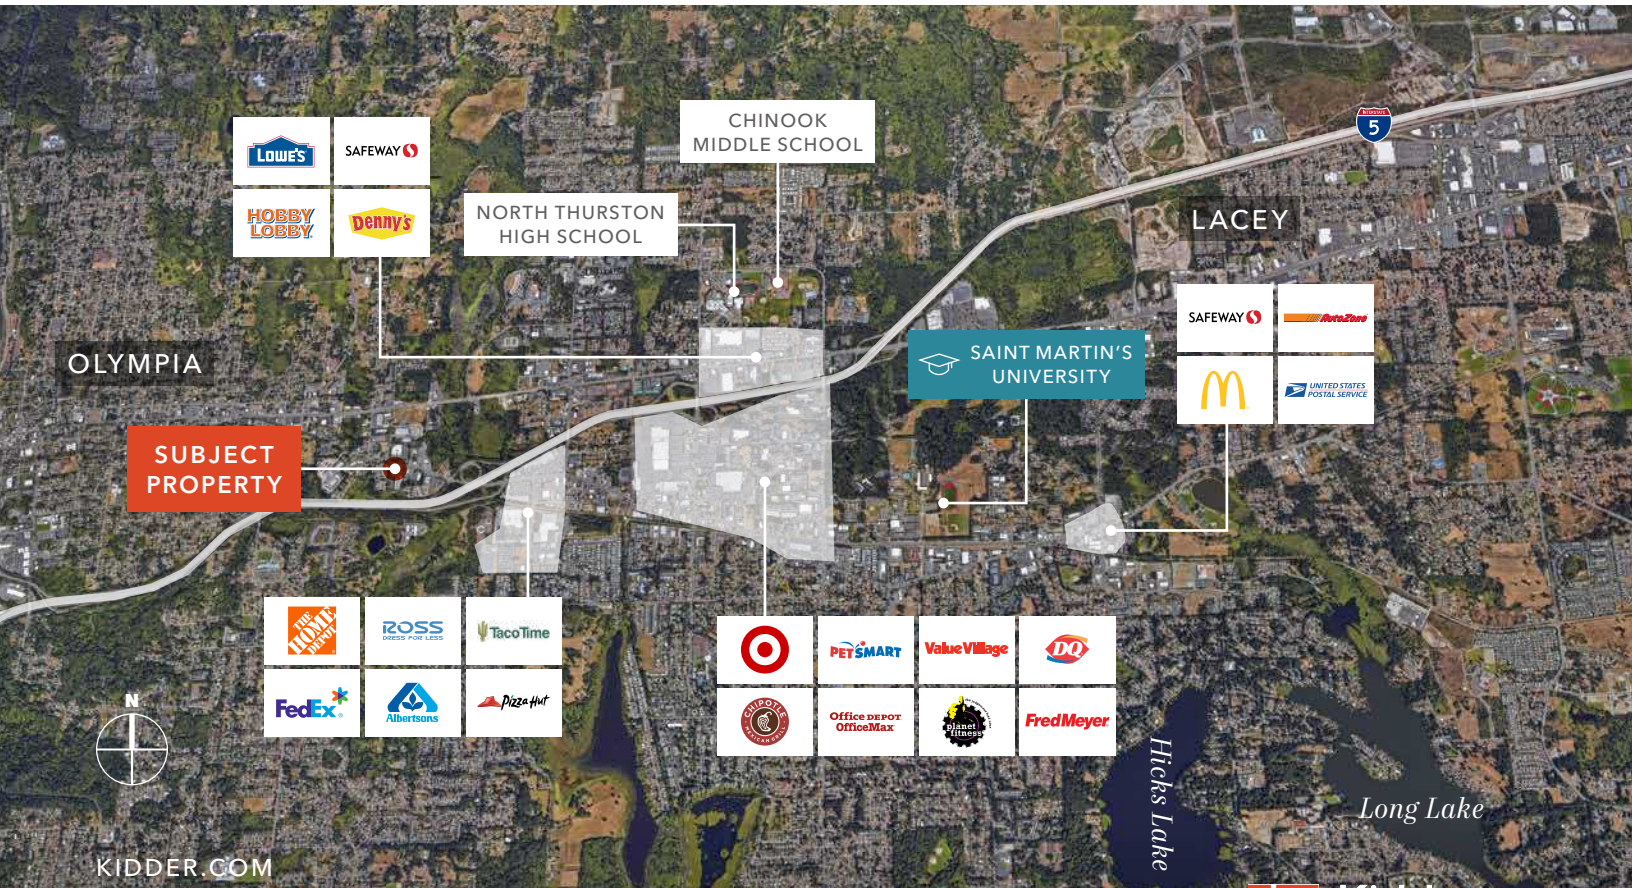 INTERSTATE
5
CHINOOK
MIDDLE SCHOOL
LOWE'S
SAFEWAY
HOBBY
LOBBY
Denny's
NORTH THURSTON
HIGH SCHOOL
LACEY
SAFEWAY
AutoZone
UNITED STATES
POSTAL SERVICE
OLYMPIA
SAINT MARTIN'S
UNIVERSITY
SUBJECT
PROPERTY
THE
HOME
DEPOT
ROSS
DRESS FOR LESS
TacoTime
FedEx
Albertsons
Pizza Hut
PETSMART
ValueVillage
DQ
CHIPOTLE
MEXICAN GRILL
Office DEPOT
OfficeMax
planet
fitness
FredMeyer
N
Hicks Lake
Long Lake
KIDDER.COM